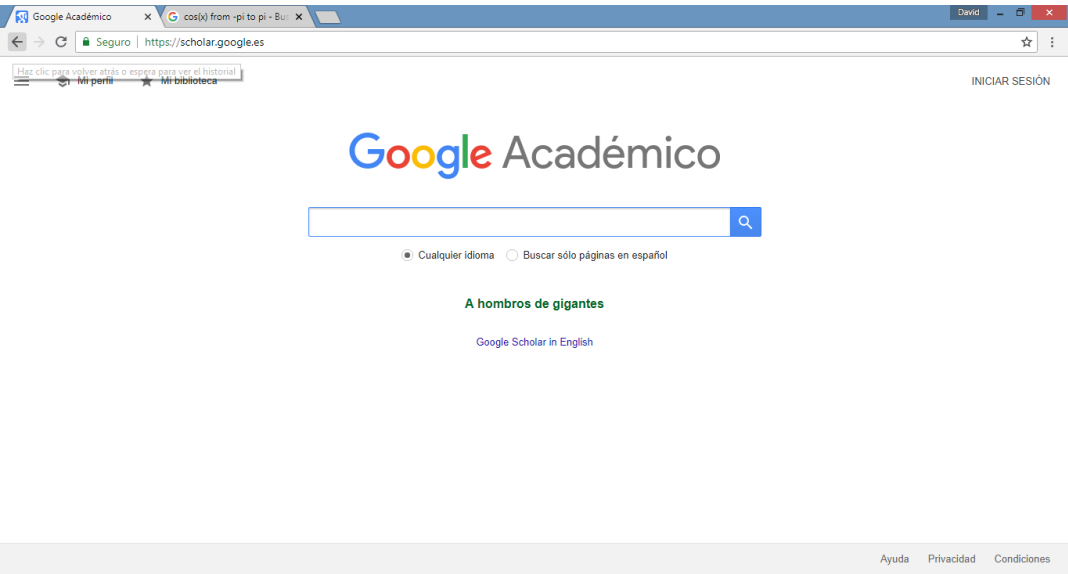 Google Académico
cos(x) from -pi to pi - Bus
David
Seguro
https://scholar.google.es
Haz clic para volver atrás o espera para ver el historial
Mi perfil
Mi biblioteca
INICIAR SESIÓN
Google Académico
Cualquier idioma
Buscar sólo páginas en español
A hombros de gigantes
Google Scholar in English
Ayuda
Privacidad
Condiciones